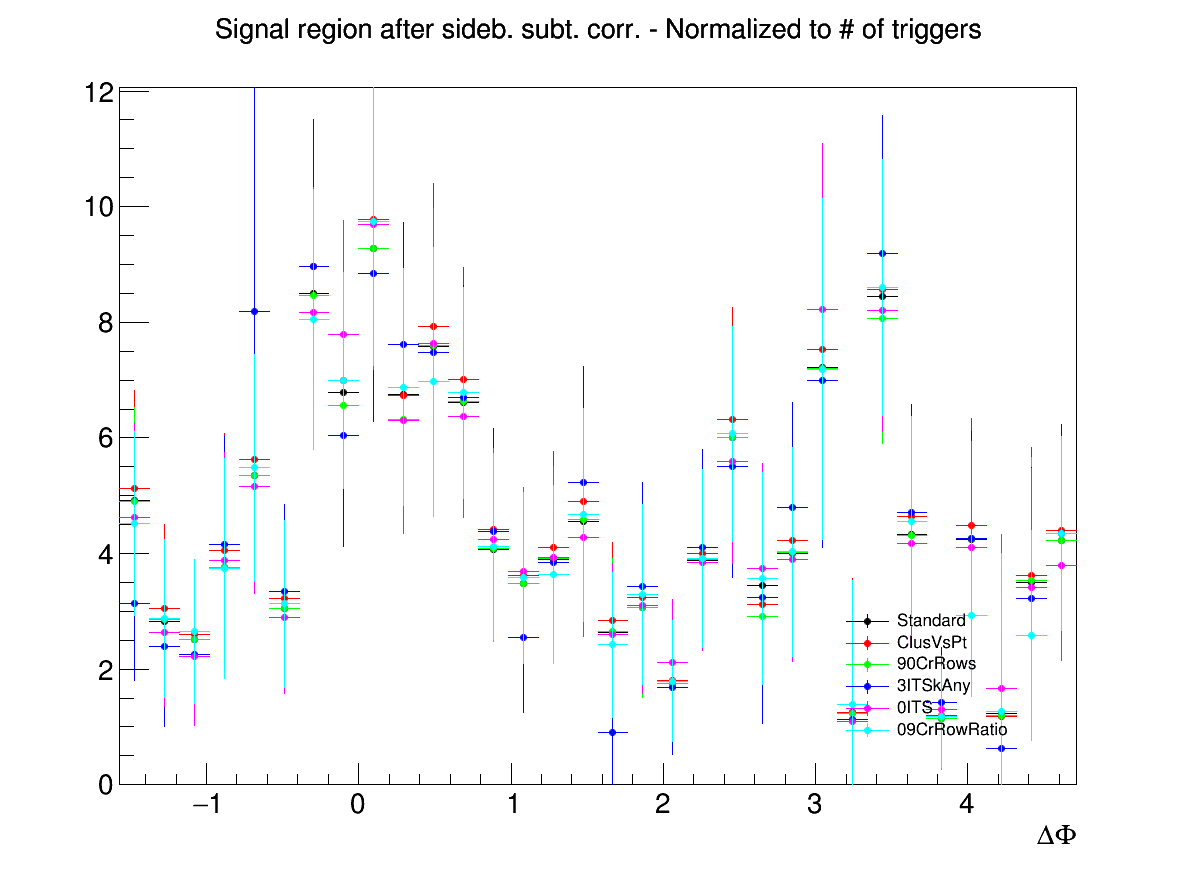 Signal region after sideb. subt. corr. - Normalized to # of triggers
12
10
8
6
4
2
0
Standard
ClusVsPt
90CrRows
3ITSkAny
0ITS
09CrRowRatio
−1 0 1 2 3 4
ΔΦ